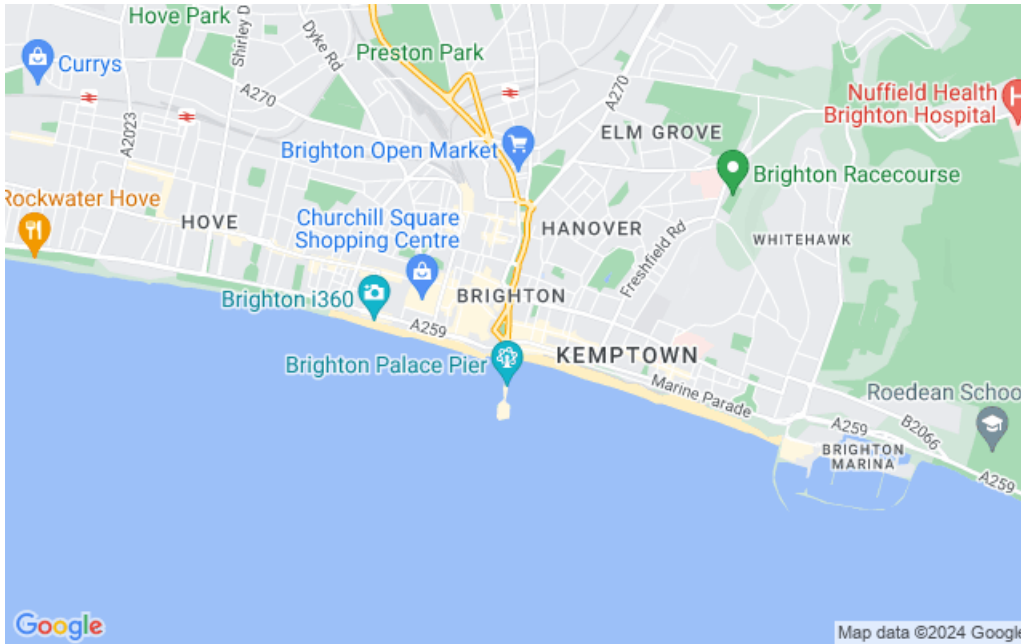 Hove Park
Shirley D
Dyke Rd
Preston Park
Currys
A270
A270
A2023
Nuffield Health
Brighton Hospital
ELM GROVE
Brighton Open Market
Brighton Racecourse
Rockwater Hove
HOVE
Churchill Square
Shopping Centre
HANOVER
Freshfield Rd
WHITEHAWK
Brighton i360
BRIGHTON
A259
Brighton Palace Pier
KEMPTOWN
Marine Parade
Roedean Schoo
A259
B2066
BRIGHTON
MARINA
A259
Google
Map data ©2024 Google